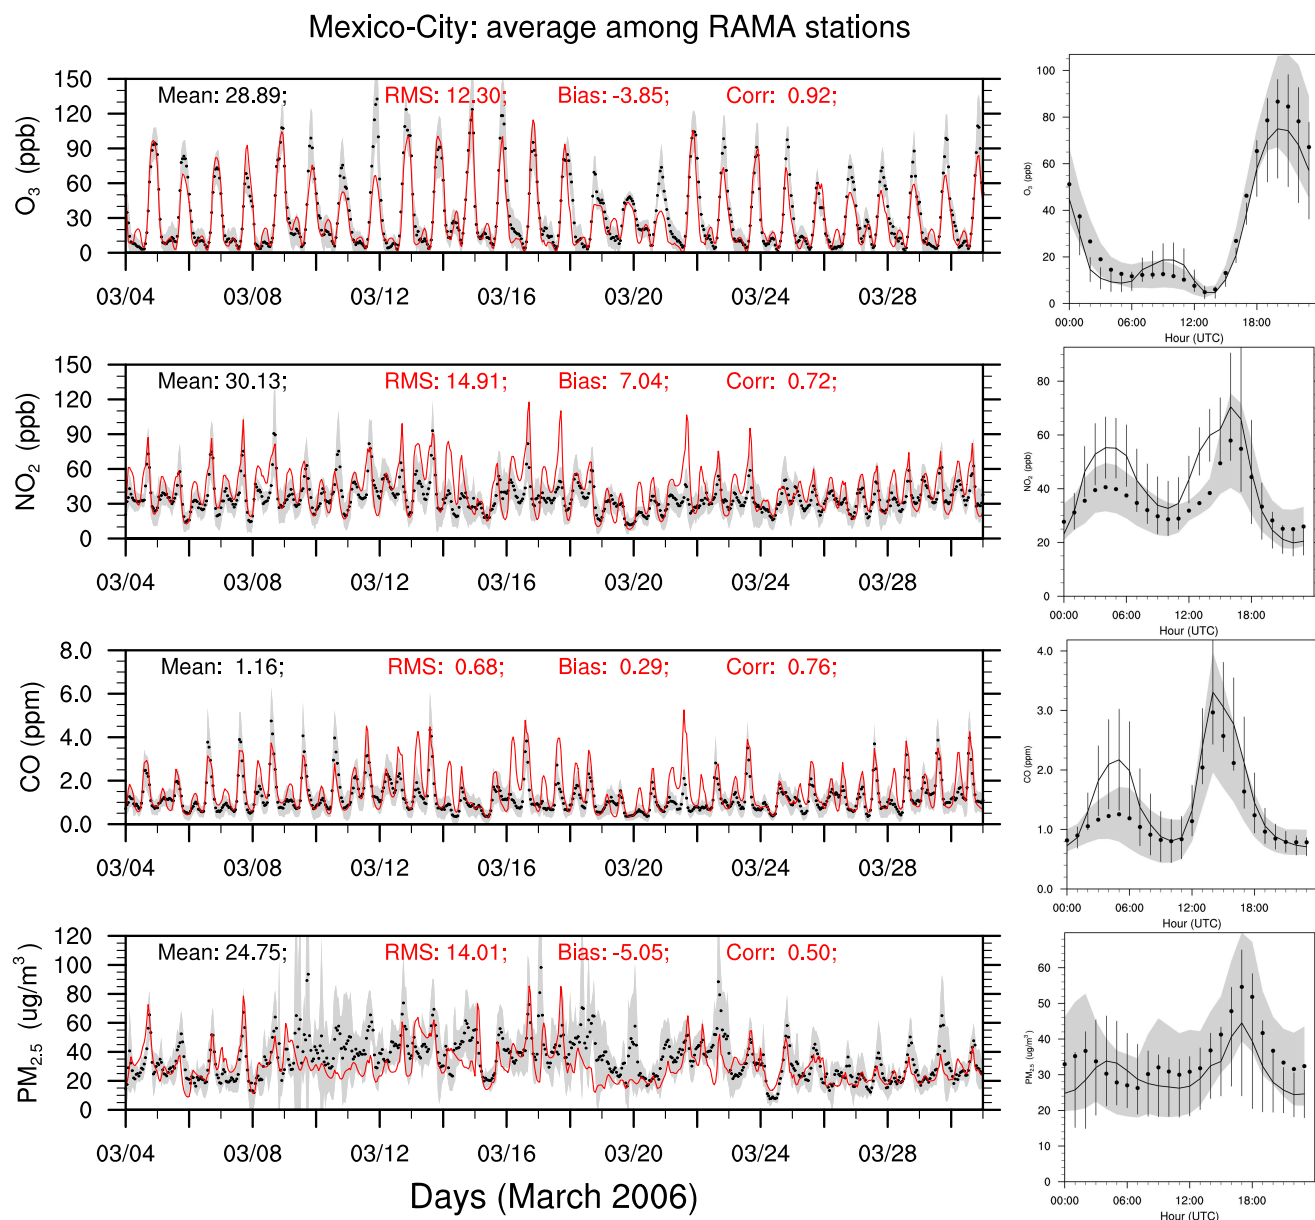 Mexico-City: average among RAMA stations
O3 (ppb)
150
120
90
60
30
0
Mean: 28.89; RMS: 12.30; Bias: -3.85; Corr: 0.92;
03/04 03/08 03/12 03/16 03/20 03/24 03/28
O3 (ppb)
100
80
60
40
20
0
00:00 06:00 12:00 18:00
Hour (UTC)
NO2 (ppb)
150
120
90
60
30
0
Mean: 30.13; RMS: 14.91; Bias: 7.04; Corr: 0.72;
03/04 03/08 03/12 03/16 03/20 03/24 03/28
NO2 (ppb)
80
60
40
20
0
00:00 06:00 12:00 18:00
Hour (UTC)
CO (ppm)
8.0
6.0
4.0
2.0
0.0
Mean: 1.16; RMS: 0.68; Bias: 0.29; Corr: 0.76;
03/04 03/08 03/12 03/16 03/20 03/24 03/28
CO (ppm)
4.0
3.0
2.0
1.0
0.0
00:00 06:00 12:00 18:00
Hour (UTC)
PM2.5 (ug/m3)
120
100
80
60
40
20
0
Mean: 24.75; RMS: 14.01; Bias: -5.05; Corr: 0.50;
03/04 03/08 03/12 03/16 03/20 03/24 03/28
Days (March 2006)
PM2.5 (ug/m3)
60
50
40
30
20
10
0
00:00 06:00 12:00 18:00
Hour (UTC)